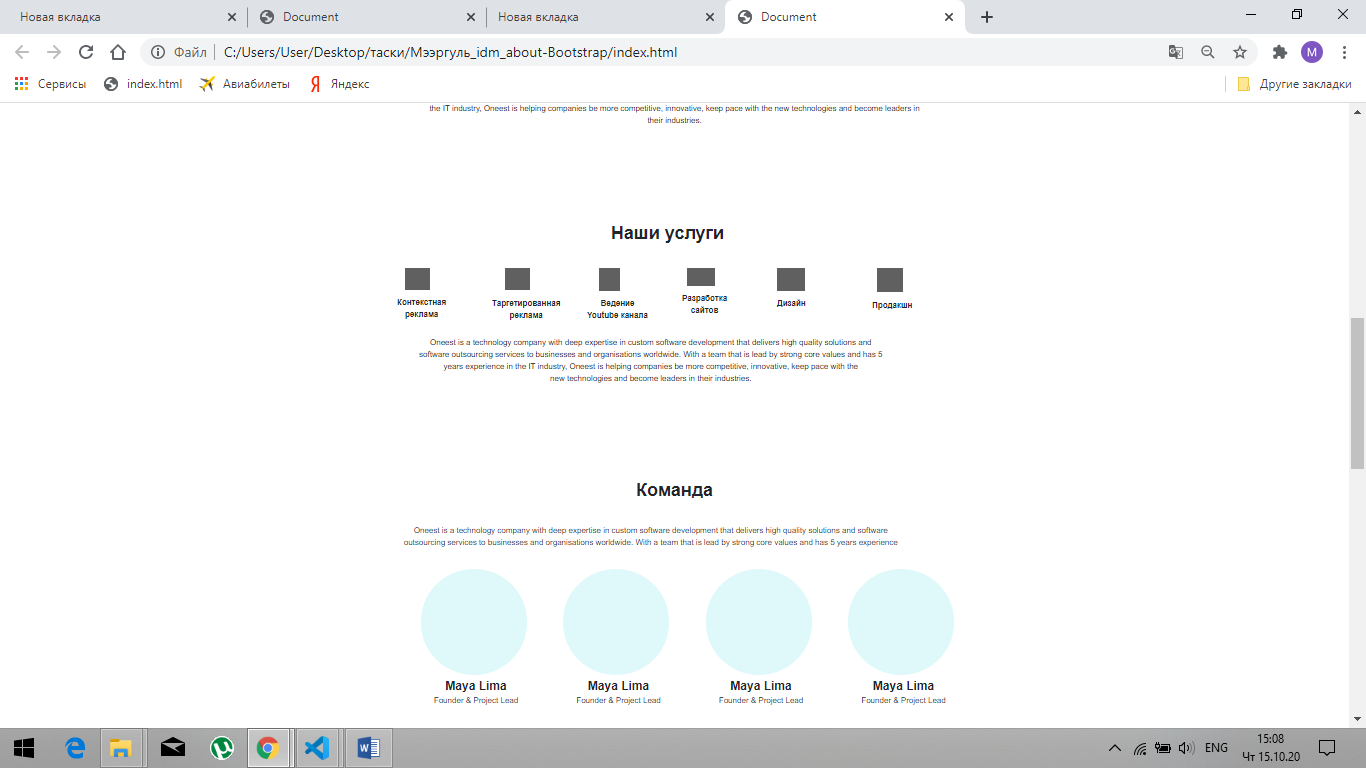 Новая вкладка
Document
Новая вкладка
Document
Файл
C:/Users/User/Desktop/таски/Мээргуль_idm_about-Bootstrap/index.html
M
Сервисы
index.html
Авиабилеты
Яндекс
Другие закладки
the IT industry, Oneest is helping companies be more competitive, innovative, keep pace with the new technologies and become leaders in
their industries.
Наши услуги
Контекстная
реклама
Таргетированная
реклама
Ведение
Youtube канала
Разработка
сайтов
Дизайн
Продакшн
Oneest is a technology company with deep expertise in custom software development that delivers high quality solutions and
software outsourcing services to businesses and organisations worldwide. With a team that is lead by strong core values and has 5
years experience in the IT industry, Oneest is helping companies be more competitive, innovative, keep pace with the
new technologies and become leaders in their industries.
Команда
Oneest is a technology company with deep expertise in custom software development that delivers high quality solutions and software
outsourcing services to businesses and organisations worldwide. With a team that is lead by strong core values and has 5 years experience
Maya Lima
Founder & Project Lead
Maya Lima
Founder & Project Lead
Maya Lima
Founder & Project Lead
Maya Lima
Founder & Project Lead
ENG
15:08
Чт 15.10.20